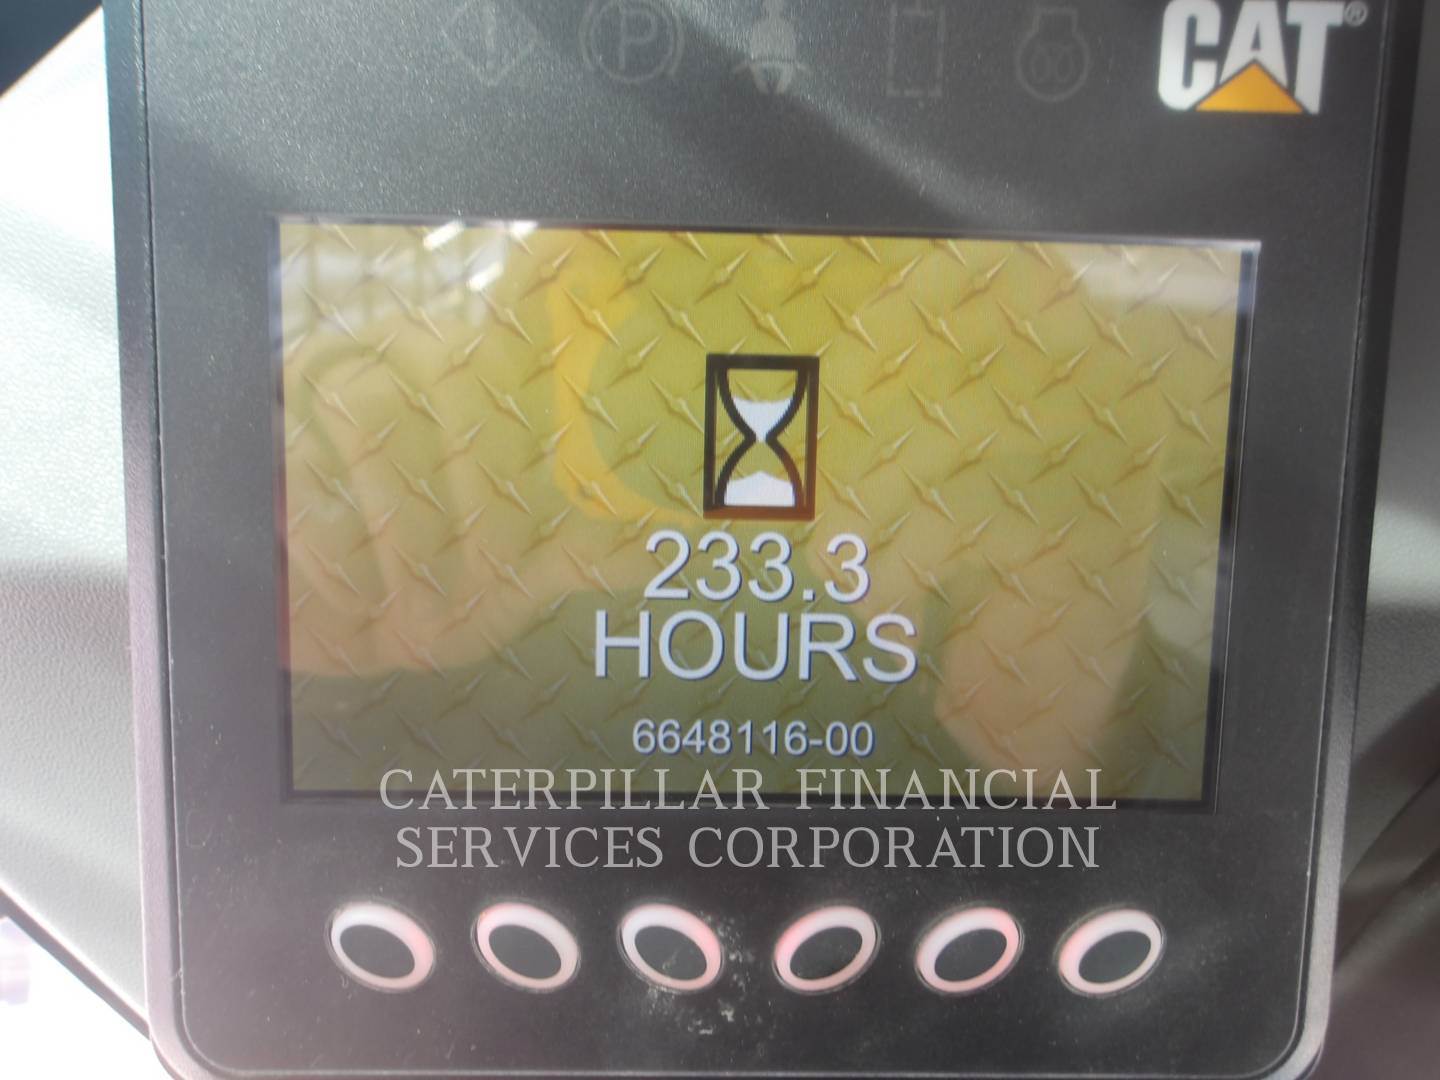 P
CAT®
233.3
HOURS
6648116-00
CATERPILLAR FINANCIAL
SERVICES CORPORATION